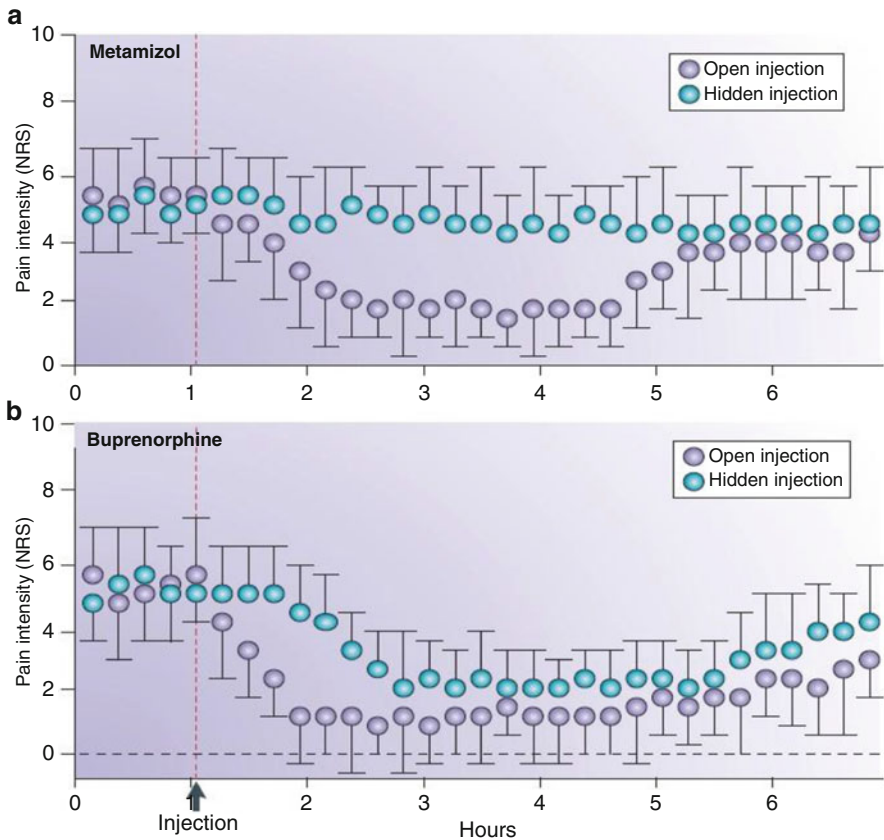 a
10
Metamizol
Open injection
Hidden injection
8
6
4
2
0
Pain intensity (NRS)
0 1 2 3 4 5 6
b
10
Buprenorphine
Open injection
Hidden injection
8
6
4
2
0
Pain intensity (NRS)
0 1 2 3 4 5 6
Injection
Hours